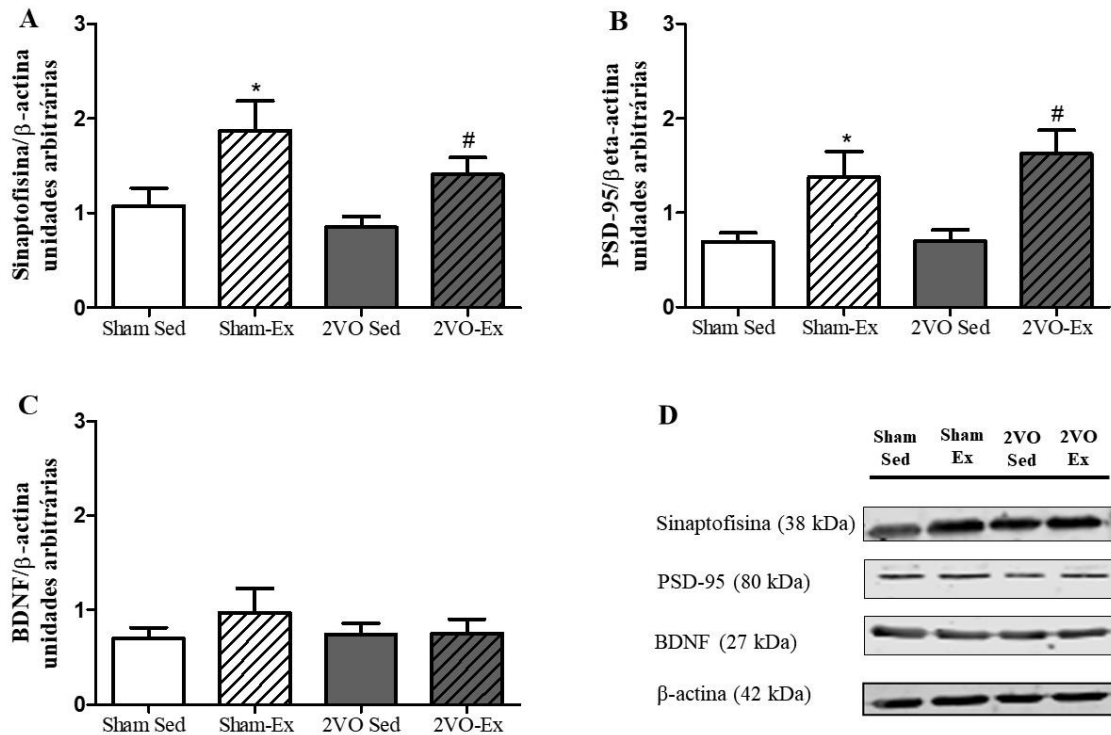 A
Sinaptofisina/β-actina
unidades arbitrárias
3
2
1
0
*
#
Sham Sed Sham-Ex 2VO Sed 2VO-Ex
B
PSD-95/βeta-actina
unidades arbitrárias
3
2
1
0
*
#
Sham Sed Sham-Ex 2VO Sed 2VO-Ex
C
BDNF/β-actina
unidades arbitrárias
3
2
1
0
Sham Sed Sham-Ex 2VO Sed 2VO-Ex
D
Sham Sham 2VO 2VO
Sed Ex Sed Ex
Sinaptofisina (38 kDa)
PSD-95 (80 kDa)
BDNF (27 kDa)
β-actina (42 kDa)